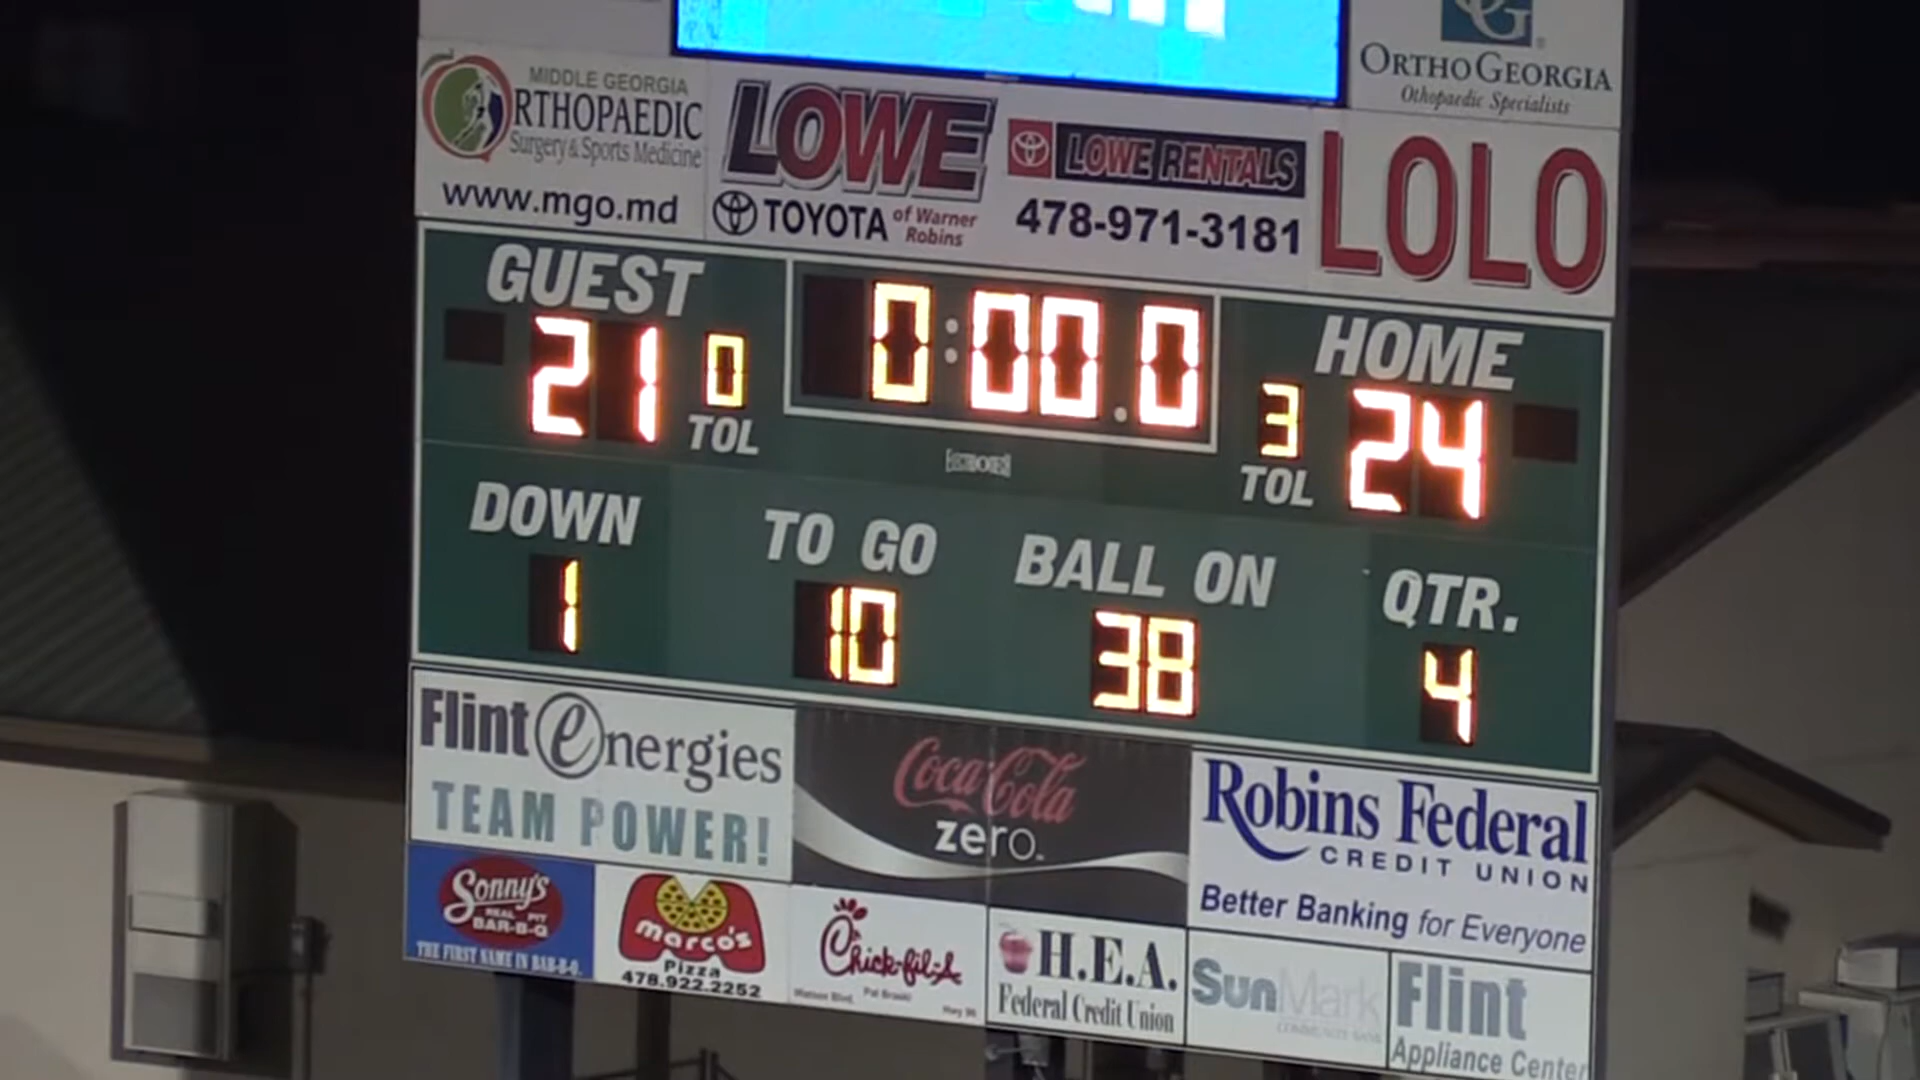 OG
ORTHOGEORGIA
Othopaedic Specialists
MIDDLE GEORGIA
ORTHOPAEDIC
Surgery & Sports Medicine
www.mgo.md
LOWE
TOYOTA of Warner Robins
LOWE RENTALS
478-971-3181
LOLO
GUEST
21
0
TOL
0:00.0
HOME
3
TOL
24
DOWN
1
TO GO
10
BALL ON
38
QTR.
4
Flint energies
TEAM POWER!
Coca-Cola
zero.
Robins Federal
CREDIT UNION
Better Banking for Everyone
Sonny's
REAL PIT
BAR-B-Q
THE FIRST NAME IN BAR-B-Q.
marco's
Pizza
478.922.2252
Chick-fil-A
Watson Blvd.
Hwy 96
H.E.A.
Federal Credit Union
SunMark
COMMUNITY BANK
Flint
Appliance Center